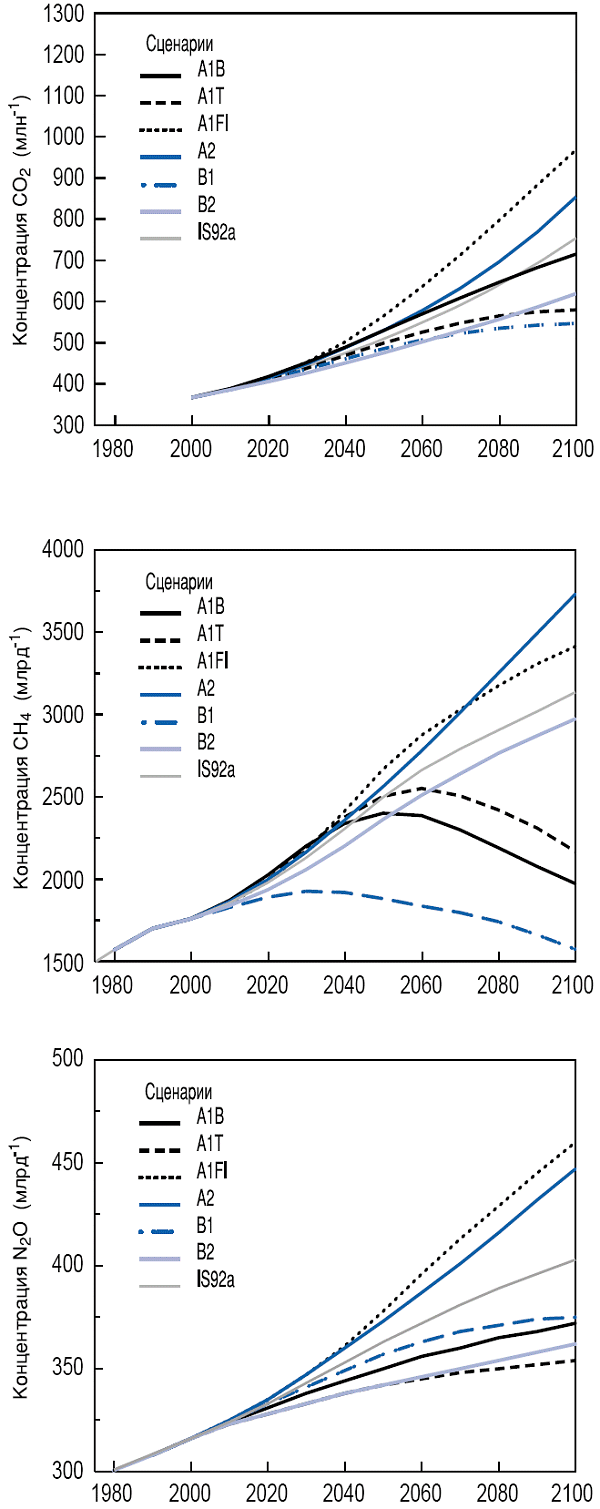 1300
1200
1100
1000
900
800
700
600
500
400
300
Концентрация CO2 (млн-1)
Сценарии
A1B
A1T
A1FI
A2
B1
B2
IS92a
1980 2000 2020 2040 2060 2080 2100
4000
3500
3000
2500
2000
1500
Концентрация CH4 (млрд-1)
Сценарии
A1B
A1T
A1FI
A2
B1
B2
IS92a
1980 2000 2020 2040 2060 2080 2100
500
450
400
350
300
Концентрация N2O (млрд-1)
Сценарии
A1B
A1T
A1FI
A2
B1
B2
IS92a
1980 2000 2020 2040 2060 2080 2100